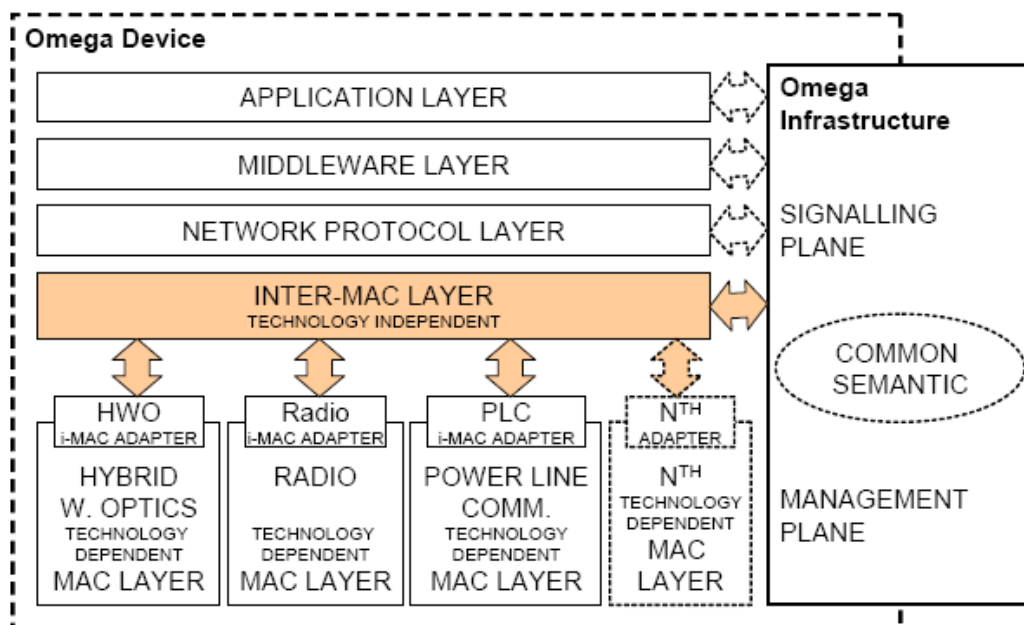 Omega Device
APPLICATION LAYER
MIDDLEWARE LAYER
NETWORK PROTOCOL LAYER
INTER-MAC LAYER
TECHNOLOGY INDEPENDENT
HWO
i-MAC ADAPTER
HYBRID
W. OPTICS
TECHNOLOGY
DEPENDENT
MAC LAYER
Radio
i-MAC ADAPTER
RADIO
TECHNOLOGY
DEPENDENT
MAC LAYER
PLC
i-MAC ADAPTER
POWER LINE
COMM.
TECHNOLOGY
DEPENDENT
MAC LAYER
NTH
ADAPTER
NTH
TECHNOLOGY
DEPENDENT
MAC
LAYER
Omega
Infrastructure
SIGNALLING
PLANE
COMMON
SEMANTIC
MANAGEMENT
PLANE